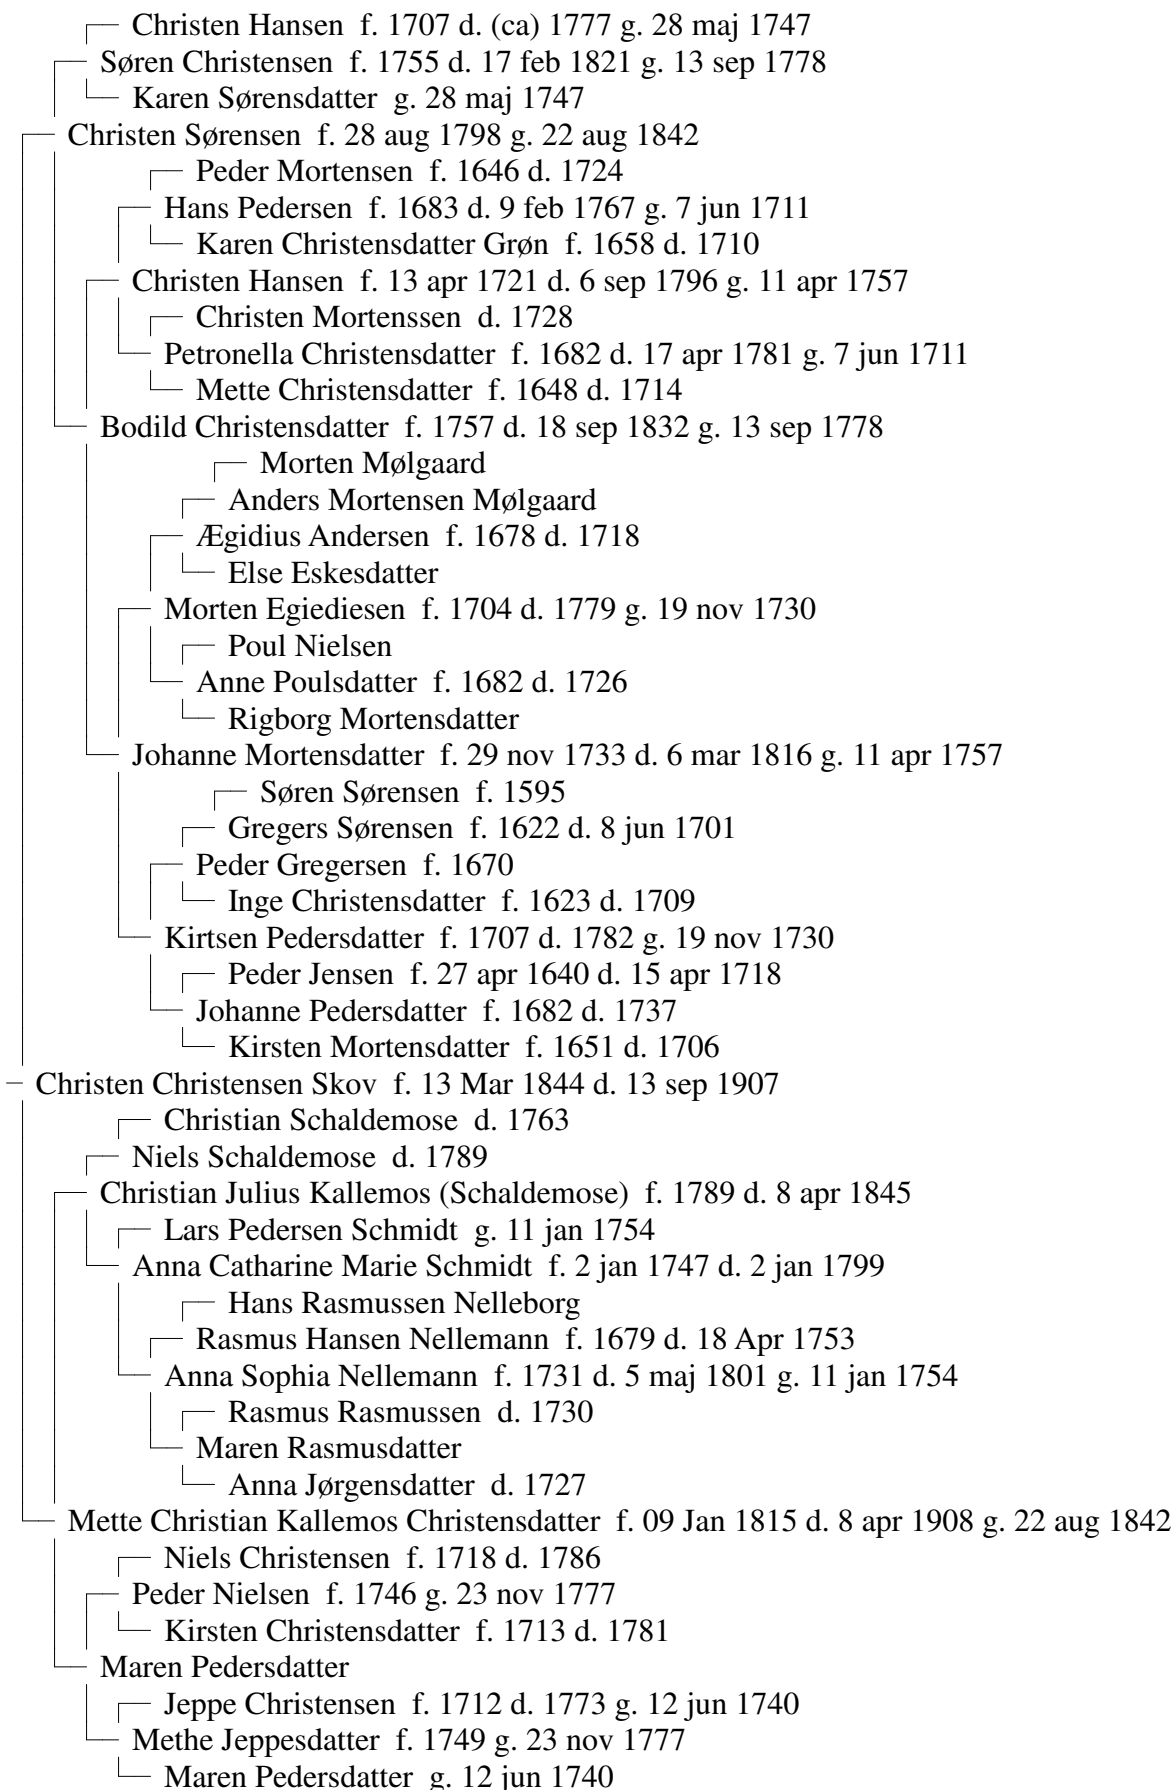 Christen Hansen f. 1707 d. (ca) 1777 g. 28 maj 1747
Søren Christensen f. 1755 d. 17 feb 1821 g. 13 sep 1778
Karen Sørensdatter g. 28 maj 1747
Christen Sørensen f. 28 aug 1798 g. 22 aug 1842
Peder Mortensen f. 1646 d. 1724
Hans Pedersen f. 1683 d. 9 feb 1767 g. 7 jun 1711
Karen Christensdatter Grøn f. 1658 d. 1710
Christen Hansen f. 13 apr 1721 d. 6 sep 1796 g. 11 apr 1757
Christen Mortenssen d. 1728
Petronella Christensdatter f. 1682 d. 17 apr 1781 g. 7 jun 1711
Mette Christensdatter f. 1648 d. 1714
Bodild Christensdatter f. 1757 d. 18 sep 1832 g. 13 sep 1778
Morten Mølgaard
Anders Mortensen Mølgaard
Ægidius Andersen f. 1678 d. 1718
Else Eskesdatter
Morten Egiediesen f. 1704 d. 1779 g. 19 nov 1730
Poul Nielsen
Anne Poulsdatter f. 1682 d. 1726
Rigborg Mortensdatter
Johanne Mortensdatter f. 29 nov 1733 d. 6 mar 1816 g. 11 apr 1757
Søren Sørensen f. 1595
Gregers Sørensen f. 1622 d. 8 jun 1701
Peder Gregersen f. 1670
Inge Christensdatter f. 1623 d. 1709
Kirtsen Pedersdatter f. 1707 d. 1782 g. 19 nov 1730
Peder Jensen f. 27 apr 1640 d. 15 apr 1718
Johanne Pedersdatter f. 1682 d. 1737
Kirsten Mortensdatter f. 1651 d. 1706
Christen Christensen Skov f. 13 Mar 1844 d. 13 sep 1907
Christian Schaldemose d. 1763
Niels Schaldemose d. 1789
Christian Julius Kallemos (Schaldemose) f. 1789 d. 8 apr 1845
Lars Pedersen Schmidt g. 11 jan 1754
Anna Catharine Marie Schmidt f. 2 jan 1747 d. 2 jan 1799
Hans Rasmussen Nelleborg
Rasmus Hansen Nellemann f. 1679 d. 18 Apr 1753
Anna Sophia Nellemann f. 1731 d. 5 maj 1801 g. 11 jan 1754
Rasmus Rasmussen d. 1730
Maren Rasmusdatter
Anna Jørgensdatter d. 1727
Mette Christian Kallemos Christensdatter f. 09 Jan 1815 d. 8 apr 1908 g. 22 aug 1842
Niels Christensen f. 1718 d. 1786
Peder Nielsen f. 1746 g. 23 nov 1777
Kirsten Christensdatter f. 1713 d. 1781
Maren Pedersdatter
Jeppe Christensen f. 1712 d. 1773 g. 12 jun 1740
Methe Jeppesdatter f. 1749 g. 23 nov 1777
Maren Pedersdatter g. 12 jun 1740